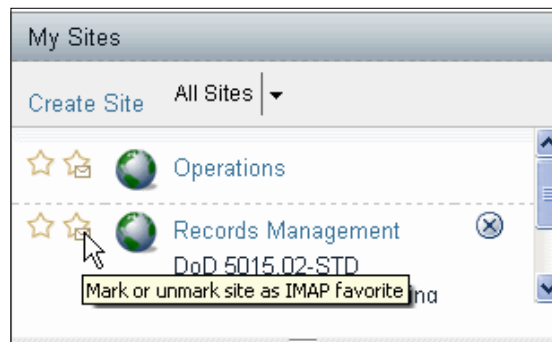 My Sites
Create Site All Sites
Operations
Records Management
DoD 5015.02-STD
Mark or unmark site as IMAP favorite